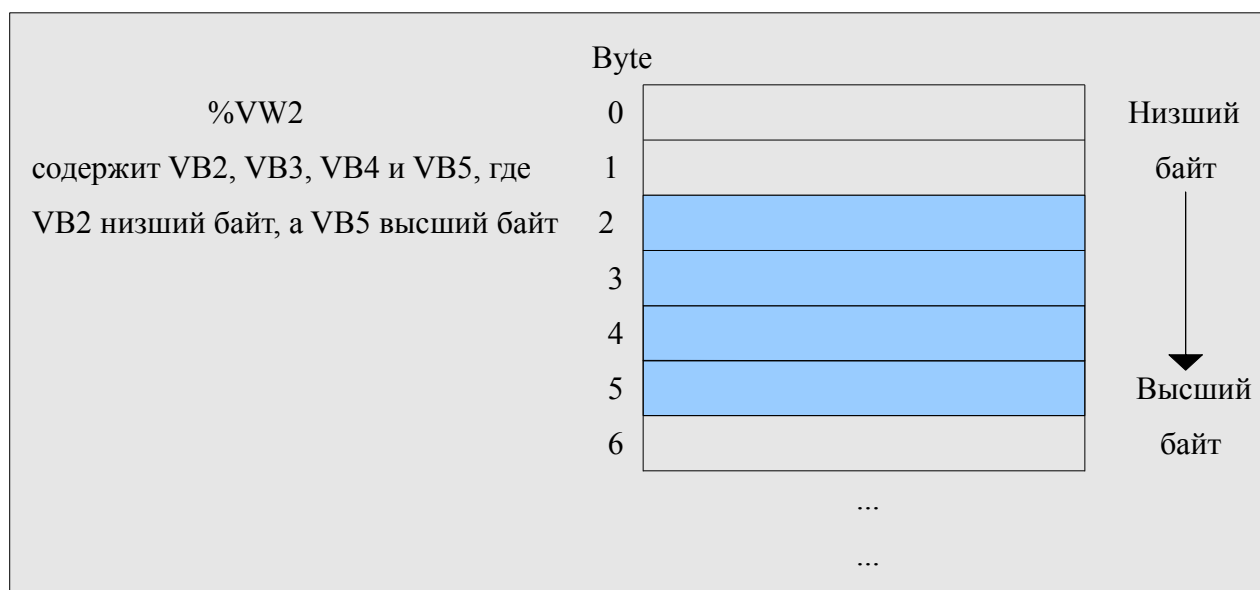 Byte
%VW2
содержит VB2, VB3, VB4 и VB5, где
VB2 низший байт, а VB5 высший байт
0
1
2
3
4
5
6
Низший
байт
Высший
байт
...
...